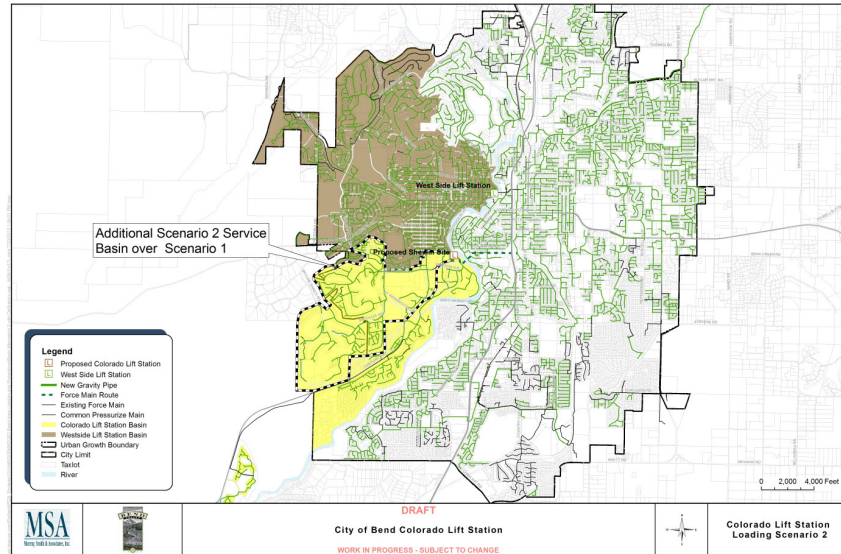 West Side Lift Station
Additional Scenario 2 Service
Basin over Scenario 1
Proposed Shevlin Site
Legend
Proposed Colorado Lift Station
West Side Lift Station
New Gravity Pipe
Force Main Route
Existing Force Main
Common Pressurize Main
Colorado Lift Station Basin
Westside Lift Station Basin
Urban Growth Boundary
City Limit
Taxlot
River
0 2,000 4,000 Feet
MSA
Murray, Smith & Associates, Inc.
DRAFT
City of Bend Colorado Lift Station
WORK IN PROGRESS - SUBJECT TO CHANGE
Colorado Lift Station
Loading Scenario 2